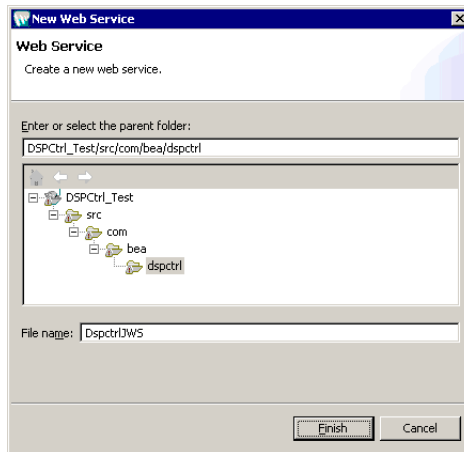 New Web Service
Web Service
Create a new web service.
Enter or select the parent folder:
DSPCtrl_Test/src/com/bea/dspctrl
DSPCtrl_Test
src
com
bea
dspctrl
File name: DspctrlJWS
Finish Cancel